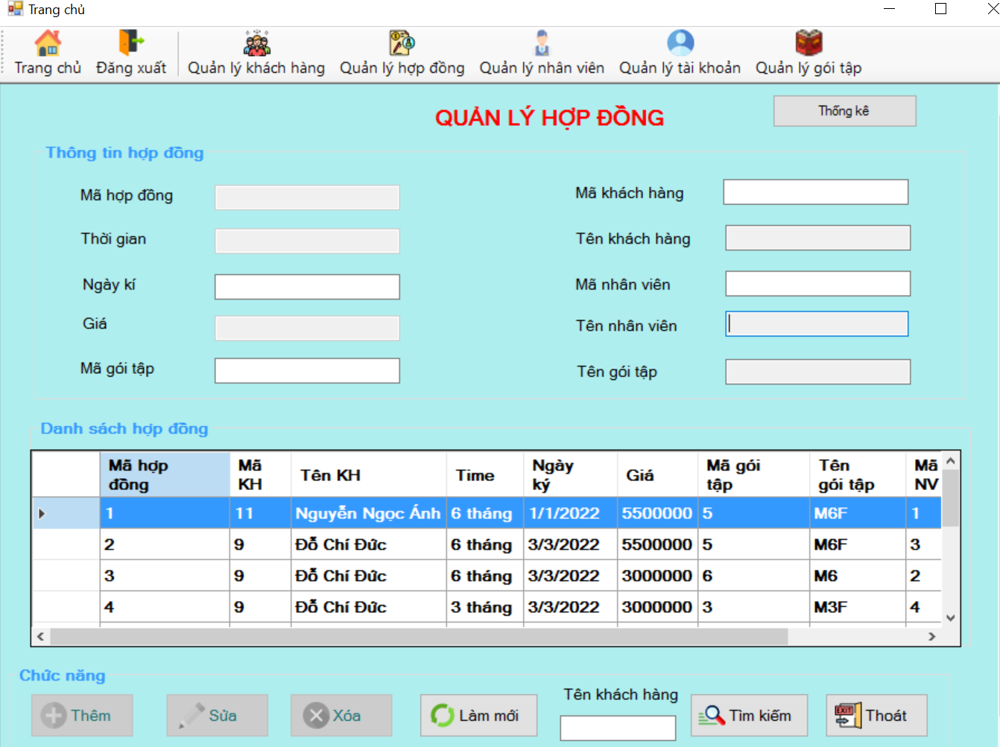 Trang chủ
Trang chủ Đăng xuất Quản lý khách hàng Quản lý hợp đồng Quản lý nhân viên Quản lý tài khoản Quản lý gói tập
QUẢN LÝ HỢP ĐỒNG
Thống kê
Thông tin hợp đồng
Mã hợp đồng
Mã khách hàng
Thời gian
Tên khách hàng
Ngày kí
Mã nhân viên
Giá
Tên nhân viên
Mã gói tập
Tên gói tập
Danh sách hợp đồng
Mã hợp đồng Mã KH Tên KH Time Ngày ký Giá Mã gói tập Tên gói tập Mã NV
1 11 Nguyễn Ngọc Ánh 6 tháng 1/1/2022 5500000 5 M6F 1
2 9 Đỗ Chí Đức 6 tháng 3/3/2022 5500000 5 M6F 3
3 9 Đỗ Chí Đức 6 tháng 3/3/2022 3000000 6 M6 2
4 9 Đỗ Chí Đức 3 tháng 3/3/2022 3000000 3 M3F 4
Chức năng
Tên khách hàng
Thêm Sửa Xóa Làm mới Tìm kiếm EXIT Thoát